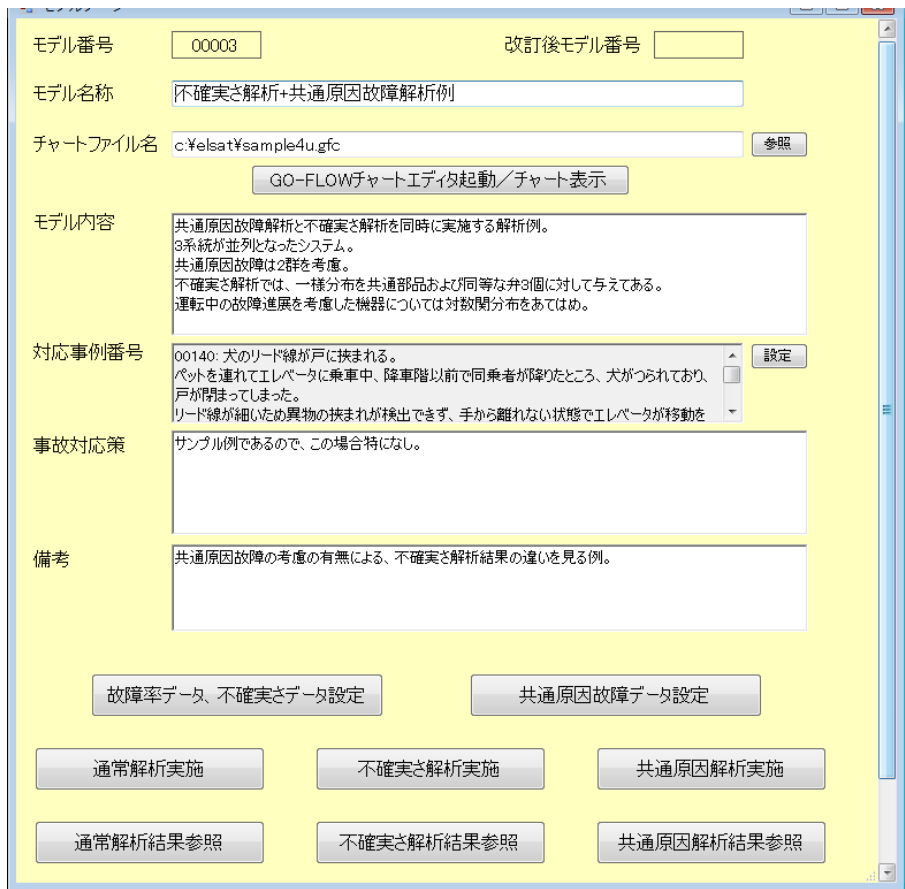 モデル番号 00003 改訂後モデル番号
モデル名称 不確実さ解析+共通原因故障解析例
チャートファイル名 c:¥elsat¥sample4u.gfc 参照
GO-FLOWチャートエディタ起動／チャート表示
モデル内容 共通原因故障解析と不確実さ解析を同時に実施する解析例。
3系統が並列となったシステム。
共通原因故障は2群を考慮。
不確実さ解析では、一様分布を共通部品および同等な弁3個に対して与えてある。
運転中の故障進展を考慮した機器については対数関分布をあてはめ。
対応事例番号 00140: 犬のリード線が戸に挟まれる。 設定
ペットを連れてエレベータに乗車中、降車階以前で同乗者が降りたところ、犬がつられており、
戸が閉まってしまった。
リード線が細いため異物の挟まれが検出できず、手から離れない状態でエレベータが移動を
事故対応策 サンプル例であるので、この場合特になし。
備考 共通原因故障の考慮の有無による、不確実さ解析結果の違いを見る例。
故障率データ、不確実さデータ設定 共通原因故障データ設定
通常解析実施 不確実さ解析実施 共通原因解析実施
通常解析結果参照 不確実さ解析結果参照 共通原因解析結果参照